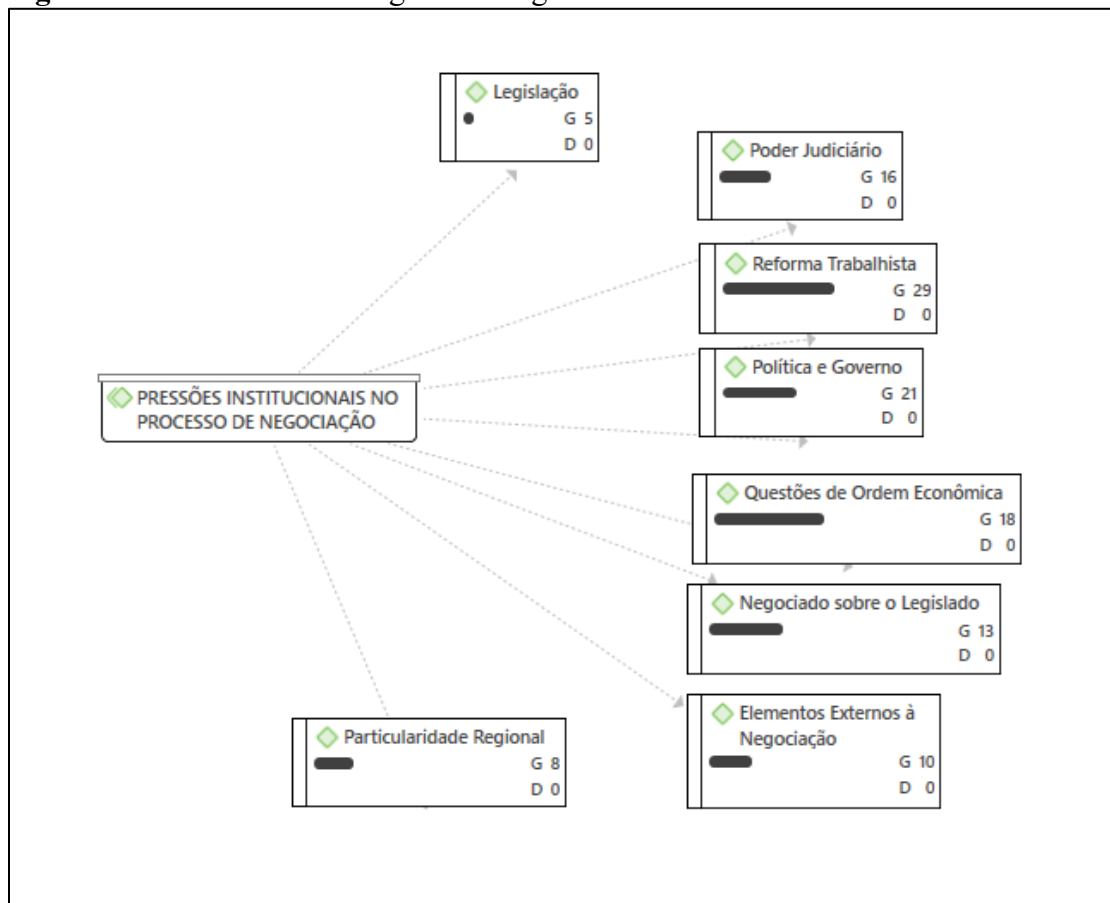 Legislação
G 5
D 0
Poder Judiciário
G 16
D 0
Reforma Trabalhista
G 29
D 0
Política e Governo
G 21
D 0
PRESSÕES INSTITUCIONAIS NO
PROCESSO DE NEGOCIAÇÃO
Questões de Ordem Econômica
G 18
D 0
Negociado sobre o Legislado
G 13
D 0
Elementos Externos à
Negociação
G 10
D 0
Particularidade Regional
G 8
D 0